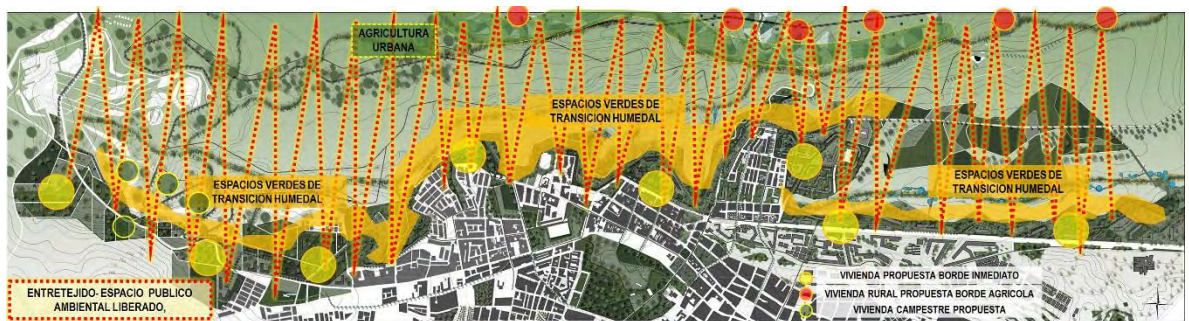 AGRICULTURA
URBANA
ESPACIOS VERDES DE
TRANSICION HUMEDAL
ESPACIOS VERDES DE
TRANSICION HUMEDAL
ESPACIOS VERDES DE
TRANSICION HUMEDAL
ENTRETEJIDO- ESPACIO PUBLICO
AMBIENTAL LIBERADO,
VIVIENDA PROPUESTA BORDE INMEDIATO
VIVIENDA RURAL PROPUESTA BORDE AGRICOLA
VIVIENDA CAMPESTRE PROPUESTA